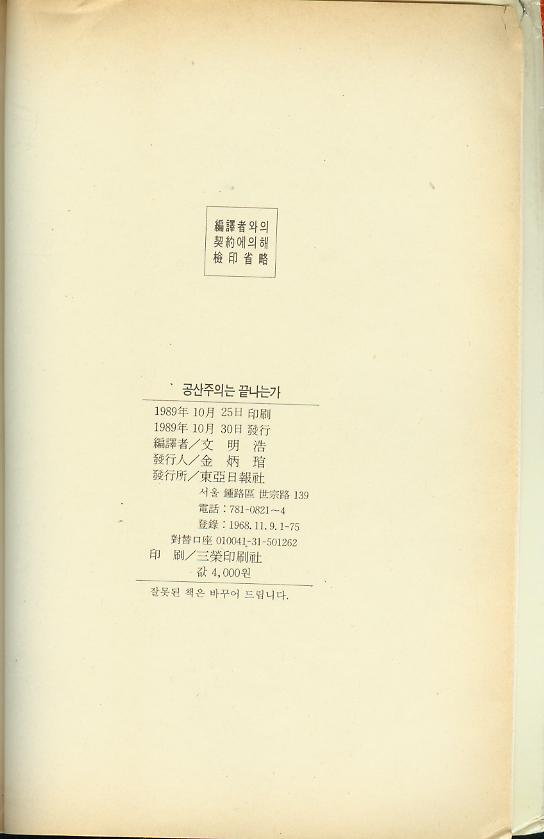 編譯者와의
契約에의해
檢印省略
공산주의는 끝나는가
1989年 10月 25日 印刷
1989年 10月 30日 發行
編譯者/文 明 浩
發行人/金 炳 琯
發行所/東亞日報社
서울 鍾路區 世宗路 139
電話 : 781-0821~4
登錄 : 1968. 11. 9. 1-75
對替口座 010041-31-501262
印 刷/三榮印刷社
값 4,000원
잘못된 책은 바꾸어 드립니다.